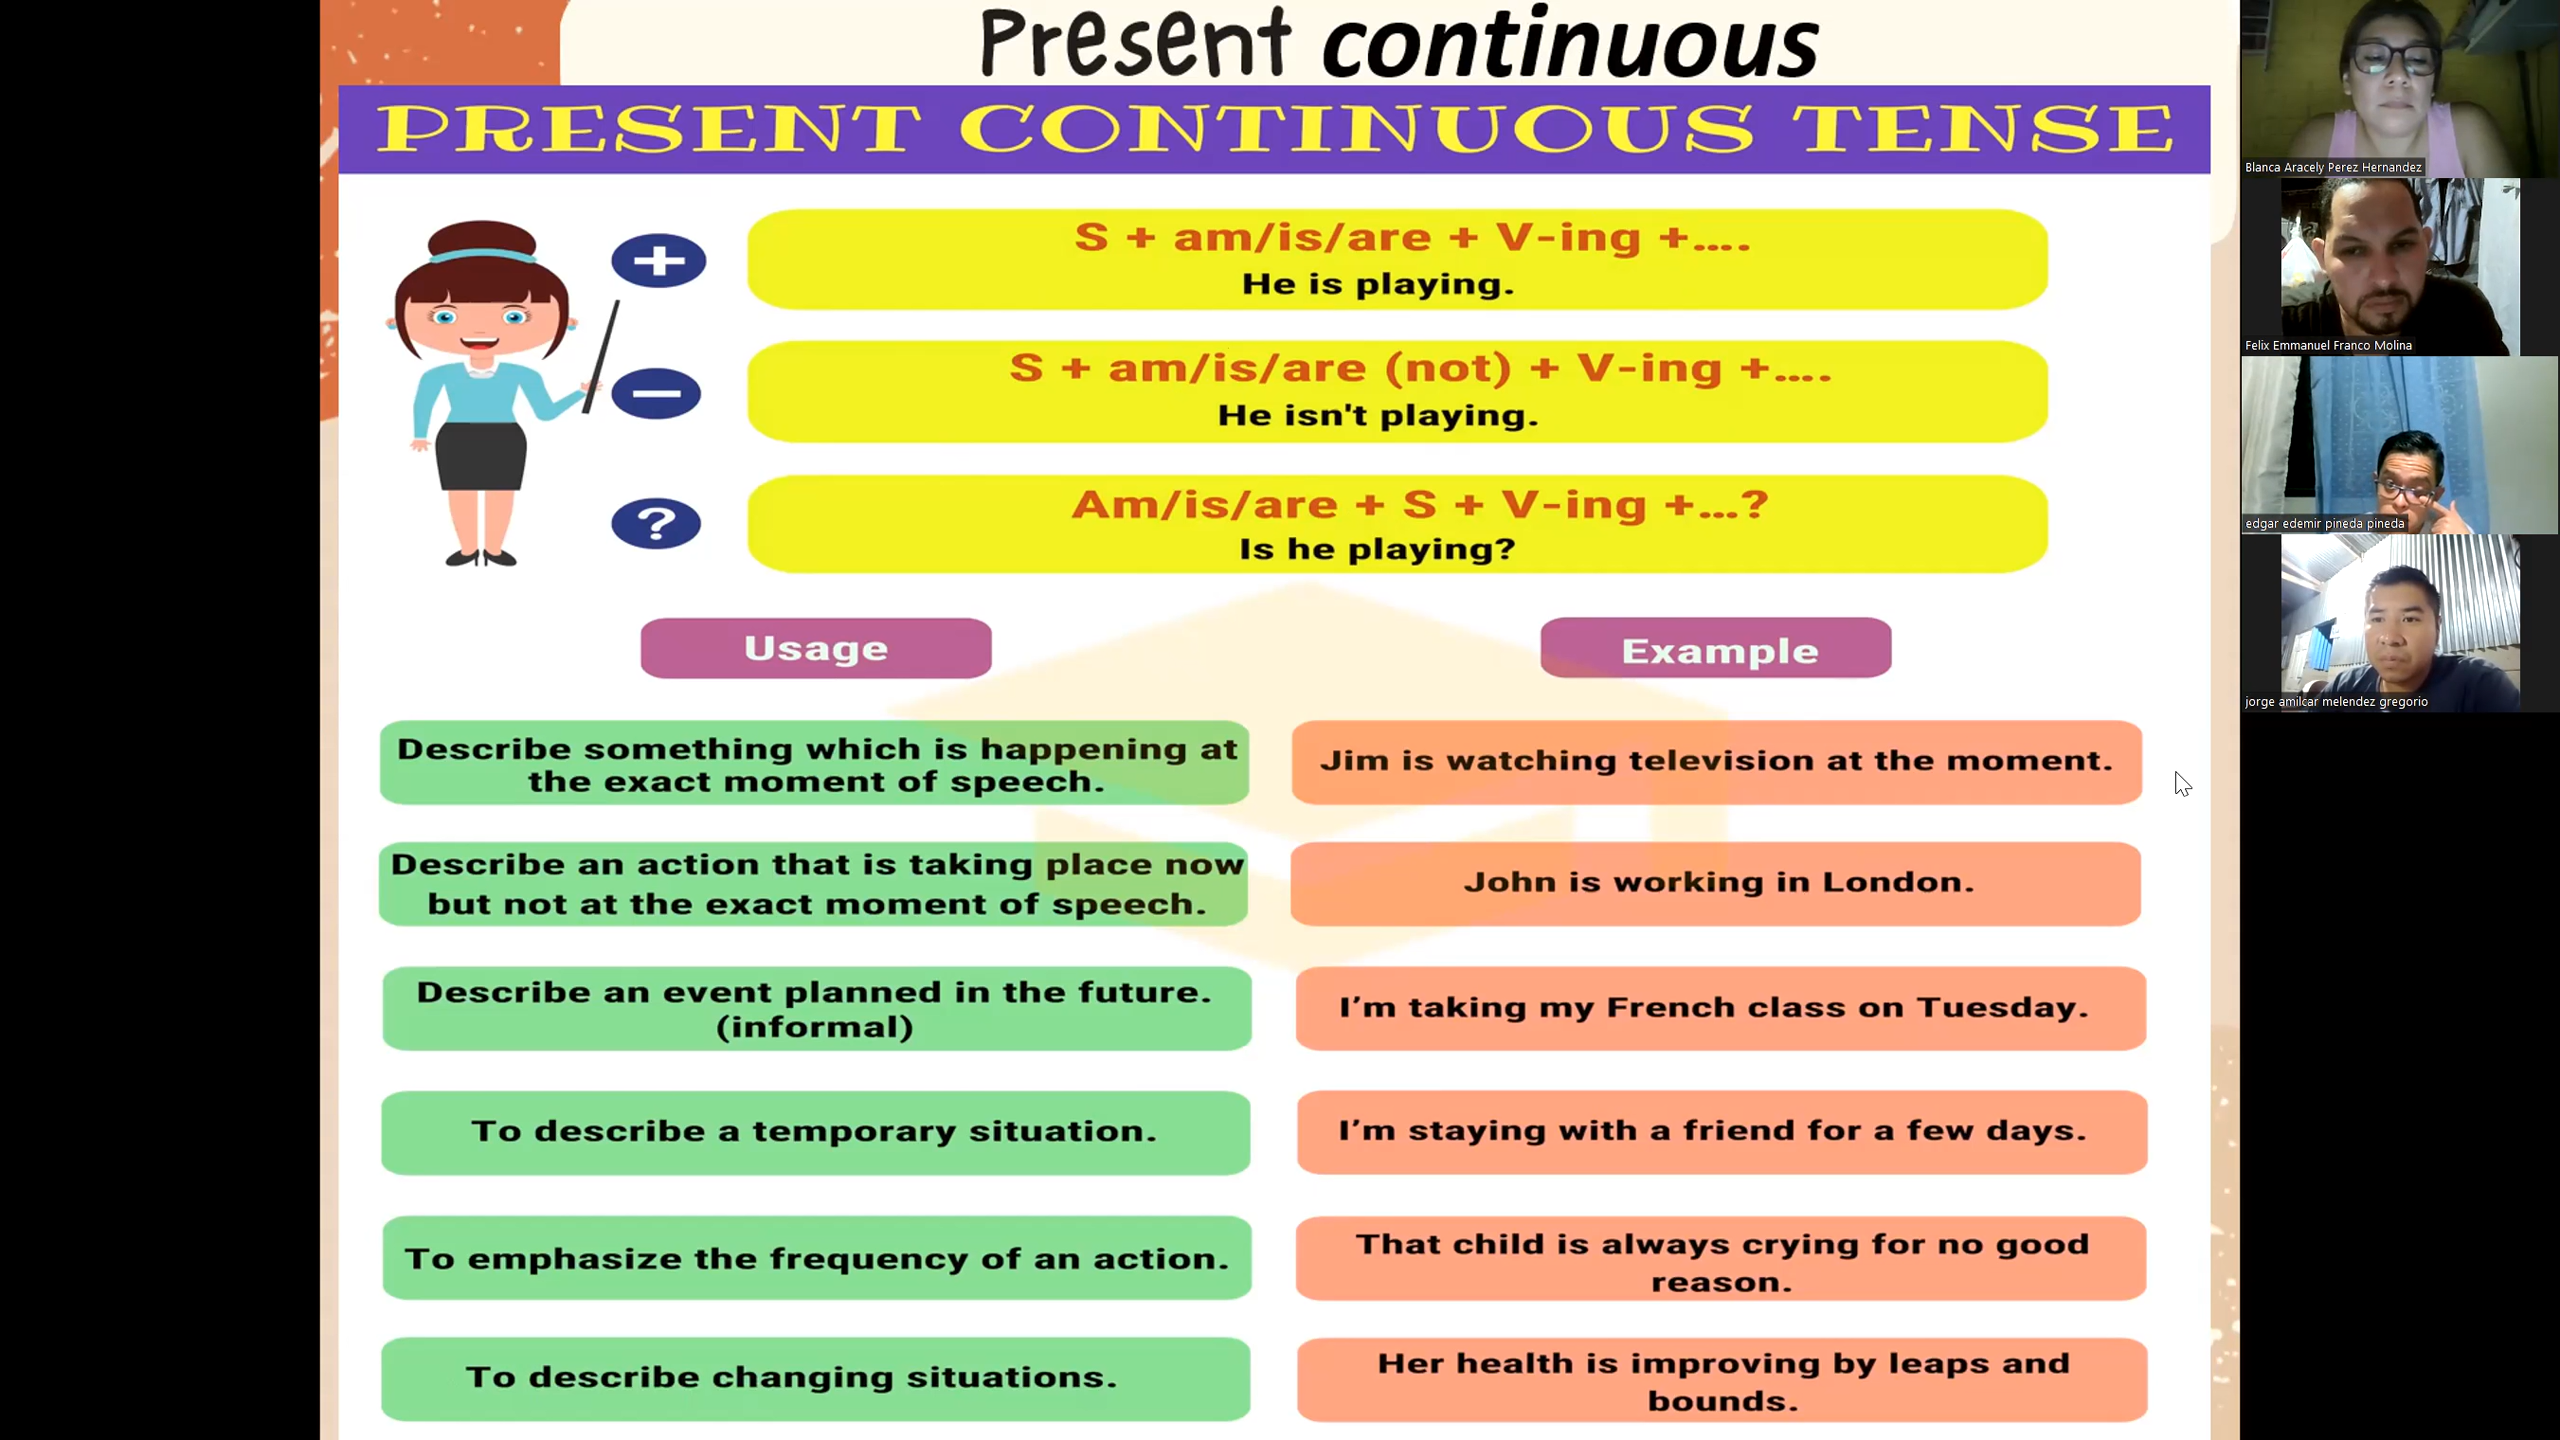 Present continuous
PRESENT CONTINUOUS TENSE
+
S + am/is/are + V-ing +....
He is playing.
−
S + am/is/are (not) + V-ing +....
He isn't playing.
?
Am/is/are + S + V-ing +...?
Is he playing?
Usage
Example
Describe something which is happening at
the exact moment of speech.
Jim is watching television at the moment.
Describe an action that is taking place now
but not at the exact moment of speech.
John is working in London.
Describe an event planned in the future.
(informal)
I’m taking my French class on Tuesday.
To describe a temporary situation.
I’m staying with a friend for a few days.
To emphasize the frequency of an action.
That child is always crying for no good
reason.
To describe changing situations.
Her health is improving by leaps and
bounds.
Blanca Aracely Perez Hernandez
Felix Emmanuel Franco Molina
edgar edemir pineda pineda
jorge amilcar melendez gregorio